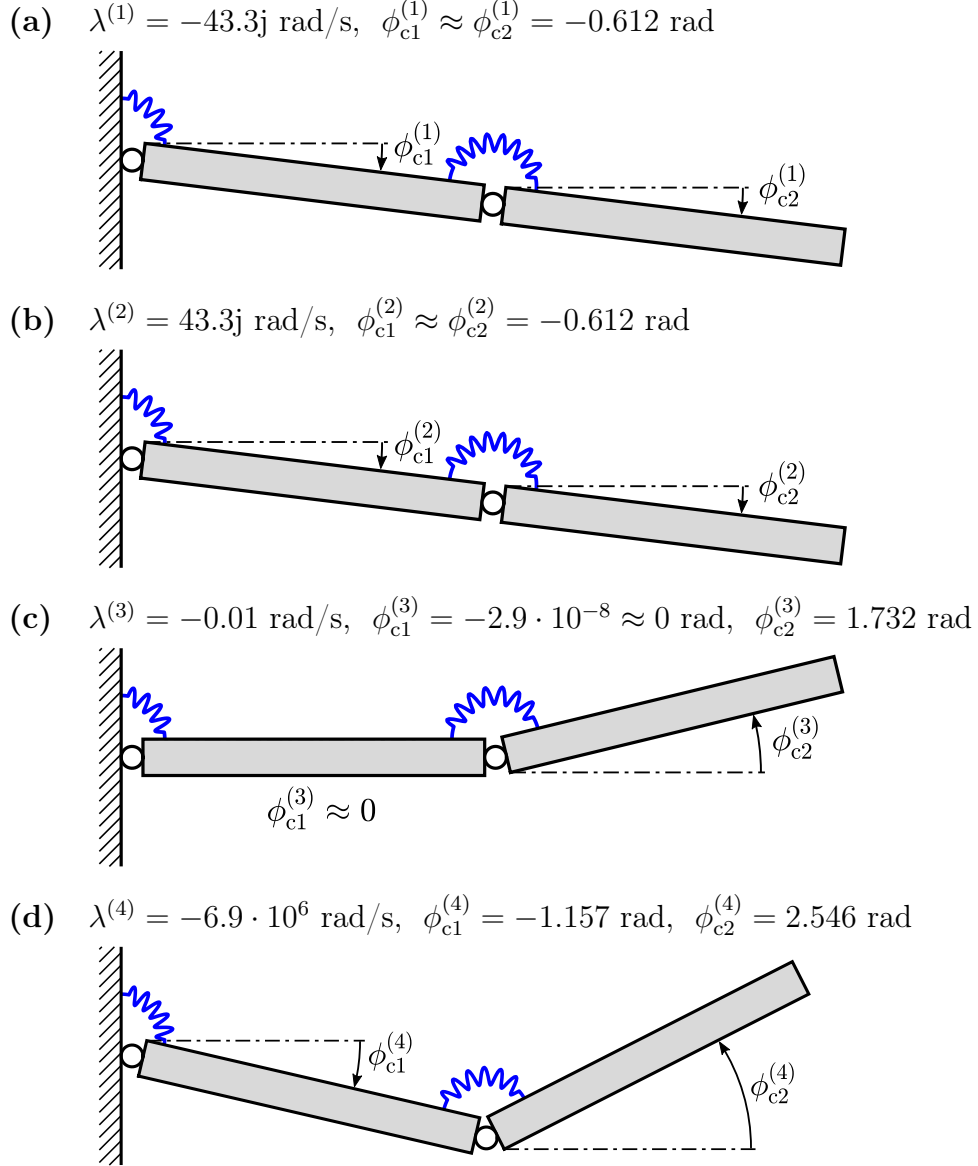 (a) λ^(1) = −43.3j rad/s, ϕ_c1^(1) ≈ ϕ_c2^(1) = −0.612 rad
ϕ_c1^(1)
ϕ_c2^(1)
(b) λ^(2) = 43.3j rad/s, ϕ_c1^(2) ≈ ϕ_c2^(2) = −0.612 rad
ϕ_c1^(2)
ϕ_c2^(2)
(c) λ^(3) = −0.01 rad/s, ϕ_c1^(3) = −2.9 · 10^−8 ≈ 0 rad, ϕ_c2^(3) = 1.732 rad
ϕ_c2^(3)
ϕ_c1^(3) ≈ 0
(d) λ^(4) = −6.9 · 10^6 rad/s, ϕ_c1^(4) = −1.157 rad, ϕ_c2^(4) = 2.546 rad
ϕ_c1^(4)
ϕ_c2^(4)